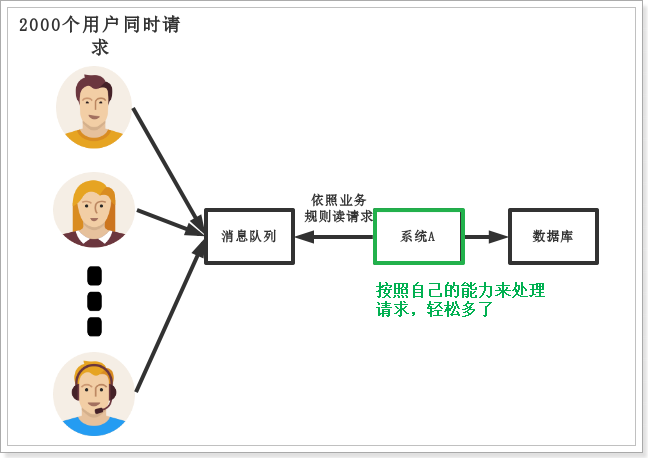 2000个用户同时请
求
依照业务
规则读请求
消息队列
系统A
数据库
按照自己的能力来处理
请求，轻松多了